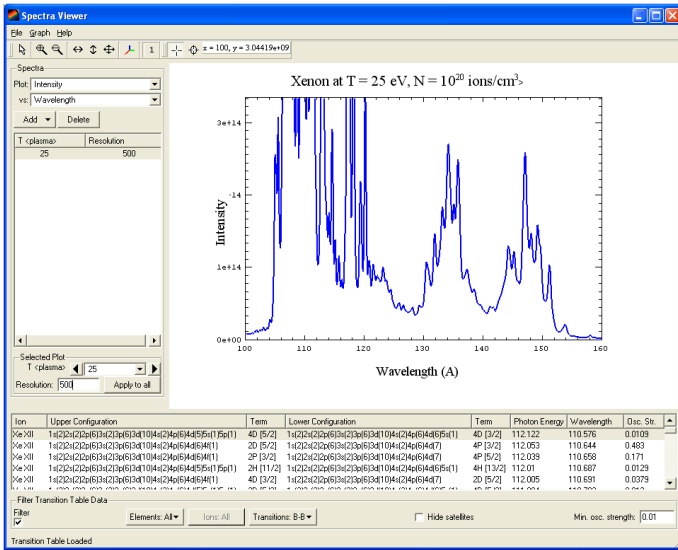 Spectra Viewer
File Graph Help
1 x = 100, y = 3.04419e+09
Spectra
Plot: Intensity
vs: Wavelength
Add Delete
T <plasma> Resolution
25 500
Selected Plot
T <plasma> 25
Resolution: 500 Apply to all
Xenon at T = 25 eV, N = 10²⁰ ions/cm³>
Intensity
3e+14
-14
1e+14
0e+00
100 110 120 130 140 150 160
Wavelength (A)
Ion Upper Configuration Term Lower Configuration Term Photon Energy Wavelength Osc. Str.
Xe XII 1s(2)2s(2)2p(6)3s(2)3p(6)3d(10)4s(2)4p(6)4d(5)5s(1)5p(1) 4D [5/2] 1s(2)2s(2)2p(6)3s(2)3p(6)3d(10)4s(2)4p(6)4d(6)5s(1) 4D [3/2] 112.122 110.576 0.0109
Xe XII 1s(2)2s(2)2p(6)3s(2)3p(6)3d(10)4s(2)4p(6)4d(6)4f(1) 2D [5/2] 1s(2)2s(2)2p(6)3s(2)3p(6)3d(10)4s(2)4p(6)4d(7) 4P [3/2] 112.053 110.644 0.483
Xe XII 1s(2)2s(2)2p(6)3s(2)3p(6)3d(10)4s(2)4p(6)4d(6)4f(1) 2P [3/2] 1s(2)2s(2)2p(6)3s(2)3p(6)3d(10)4s(2)4p(6)4d(7) 4P [5/2] 112.039 110.658 0.171
Xe XII 1s(2)2s(2)2p(6)3s(2)3p(6)3d(10)4s(2)4p(6)4d(5)5s(1)5p(1) 2H [11/2] 1s(2)2s(2)2p(6)3s(2)3p(6)3d(10)4s(2)4p(6)4d(6)5s(1) 4H [13/2] 112.01 110.687 0.0129
Xe XII 1s(2)2s(2)2p(6)3s(2)3p(6)3d(10)4s(2)4p(6)4d(6)4f(1) 4D [3/2] 1s(2)2s(2)2p(6)3s(2)3p(6)3d(10)4s(2)4p(6)4d(7) 2D [5/2] 112.005 110.691 0.0379
Filter Transition Table Data
Filter Elements: All Ions: All Transitions: B-B Hide satellites Min. osc. strength: 0.01
Transition Table Loaded